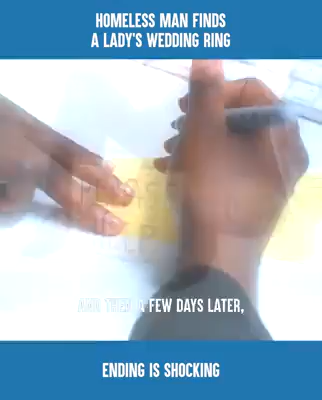 HOMELESS MAN FINDS
A LADY'S WEDDING RING
AND THEN A FEW DAYS LATER,
ENDING IS SHOCKING